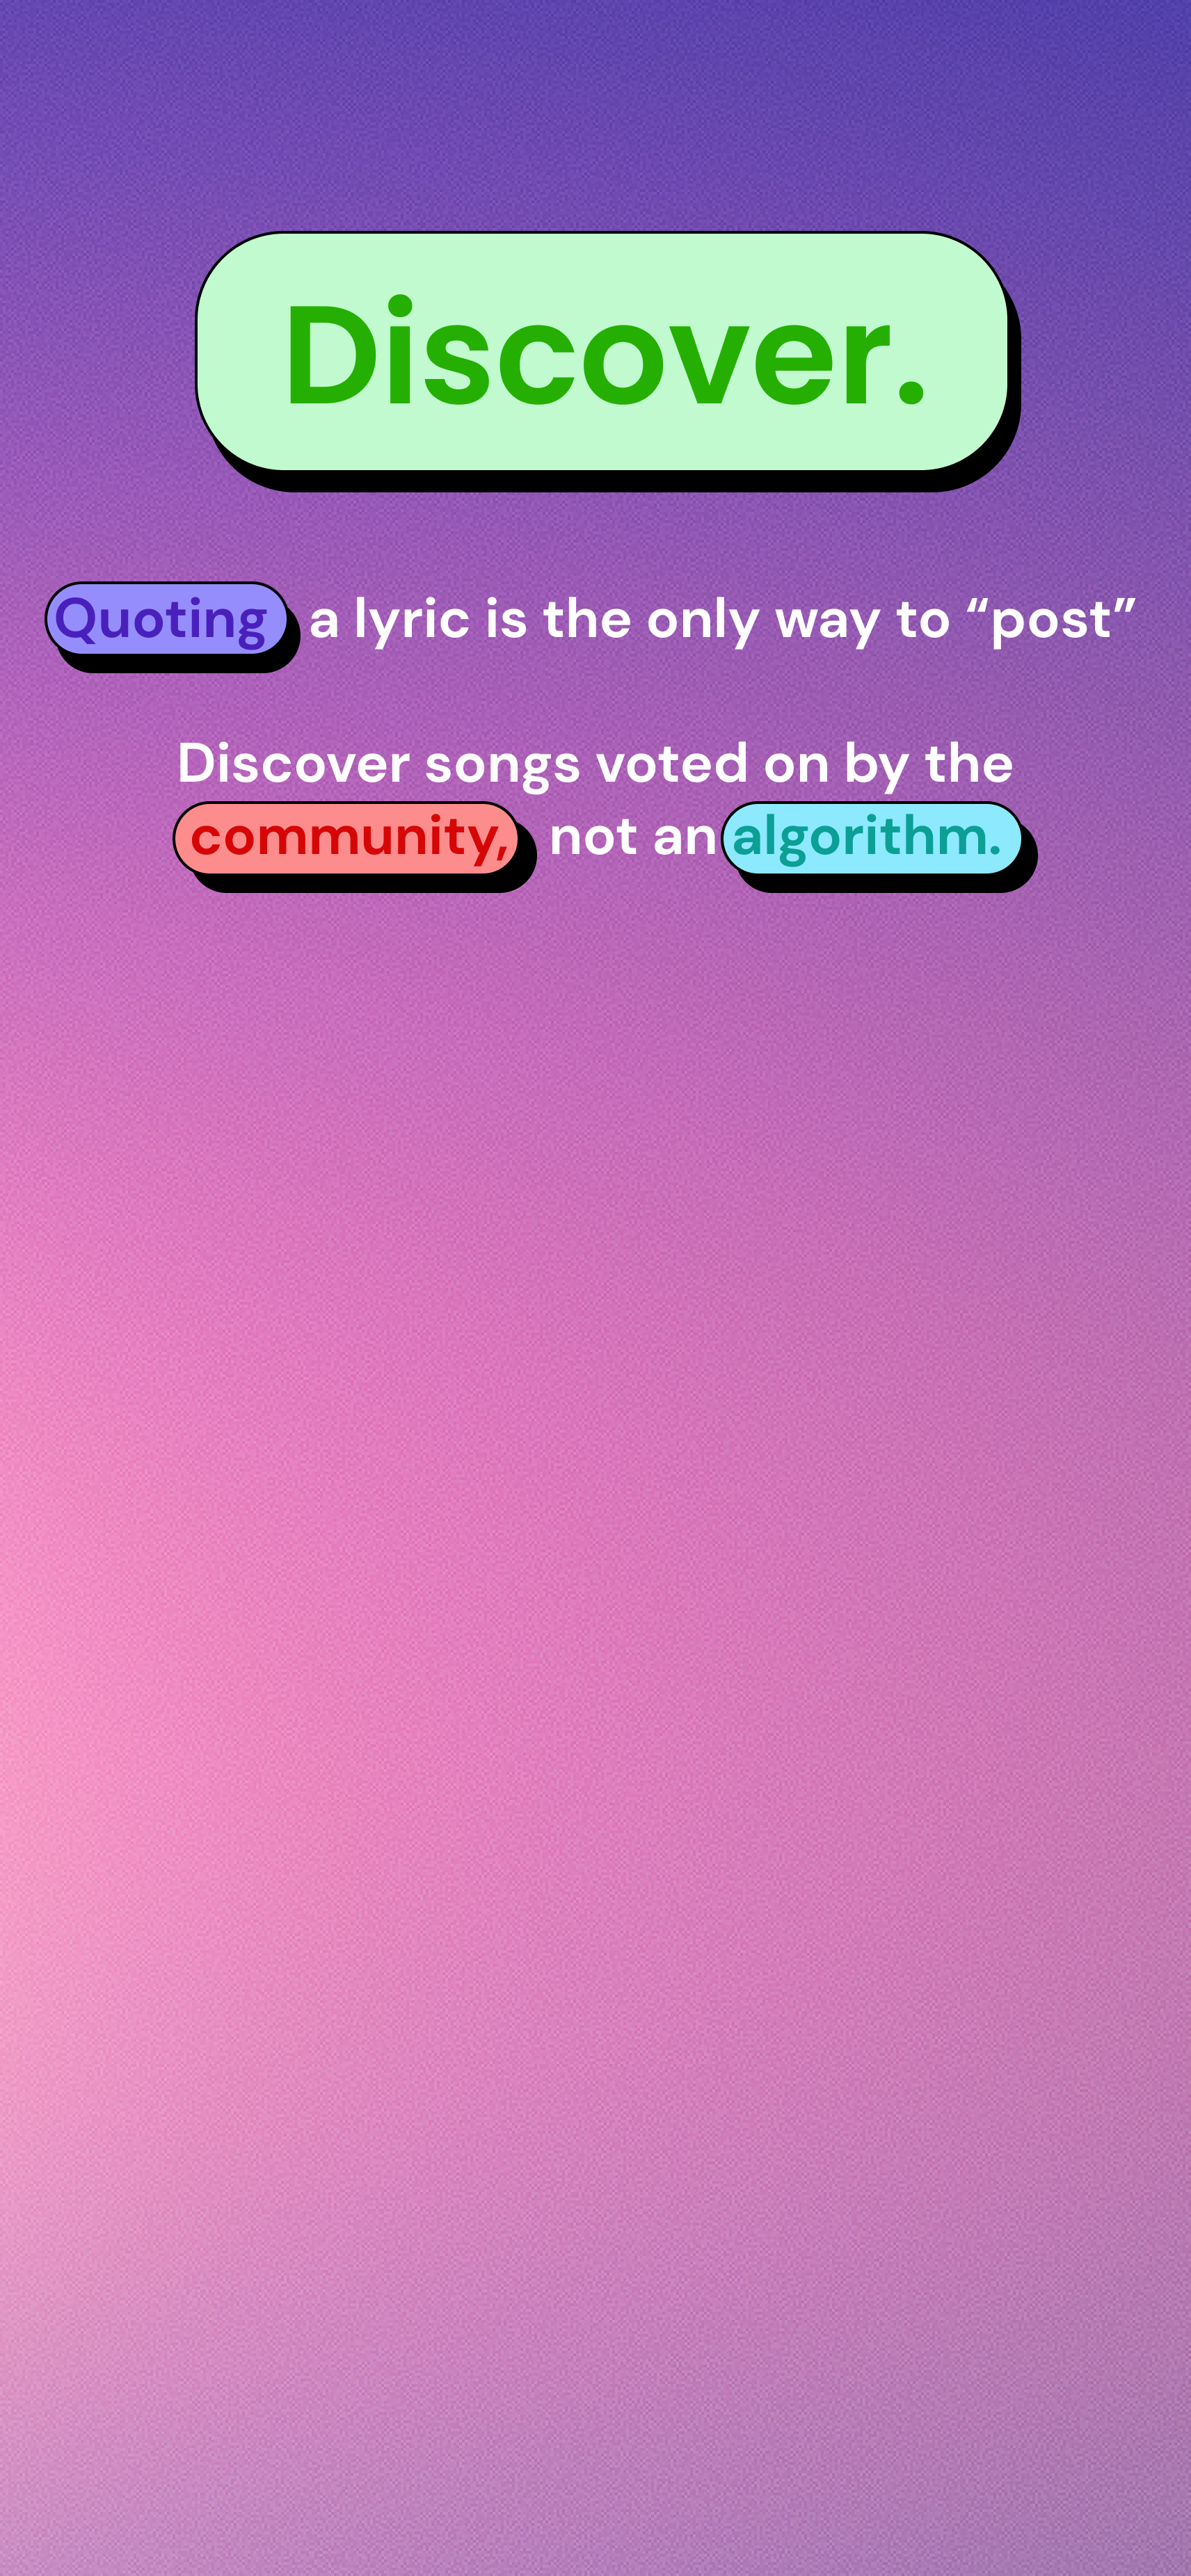 Discover.
Quoting a lyric is the only way to “post”
Discover songs voted on by the
community, not an algorithm.